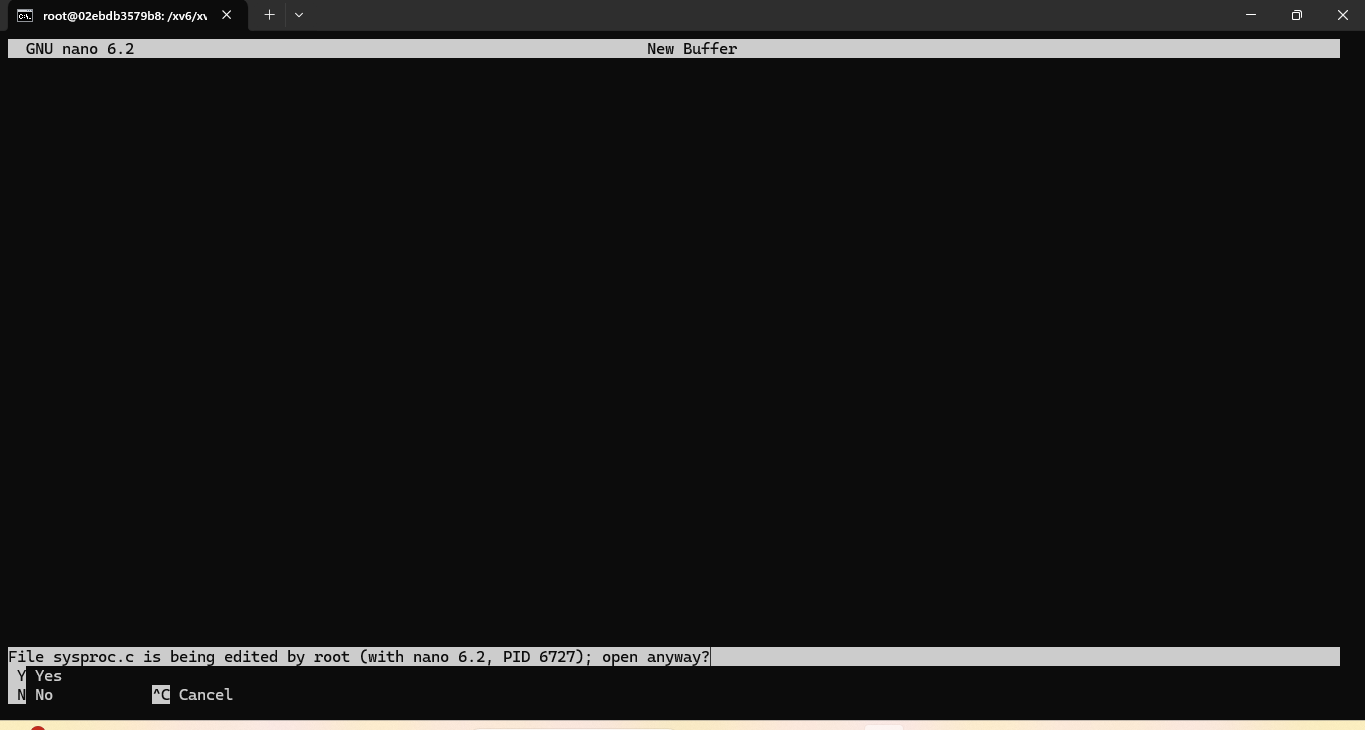 root@02ebdb3579b8: /xv6/xv
GNU nano 6.2 New Buffer
File sysproc.c is being edited by root (with nano 6.2, PID 6727); open anyway?
Y Yes
N No ^C Cancel